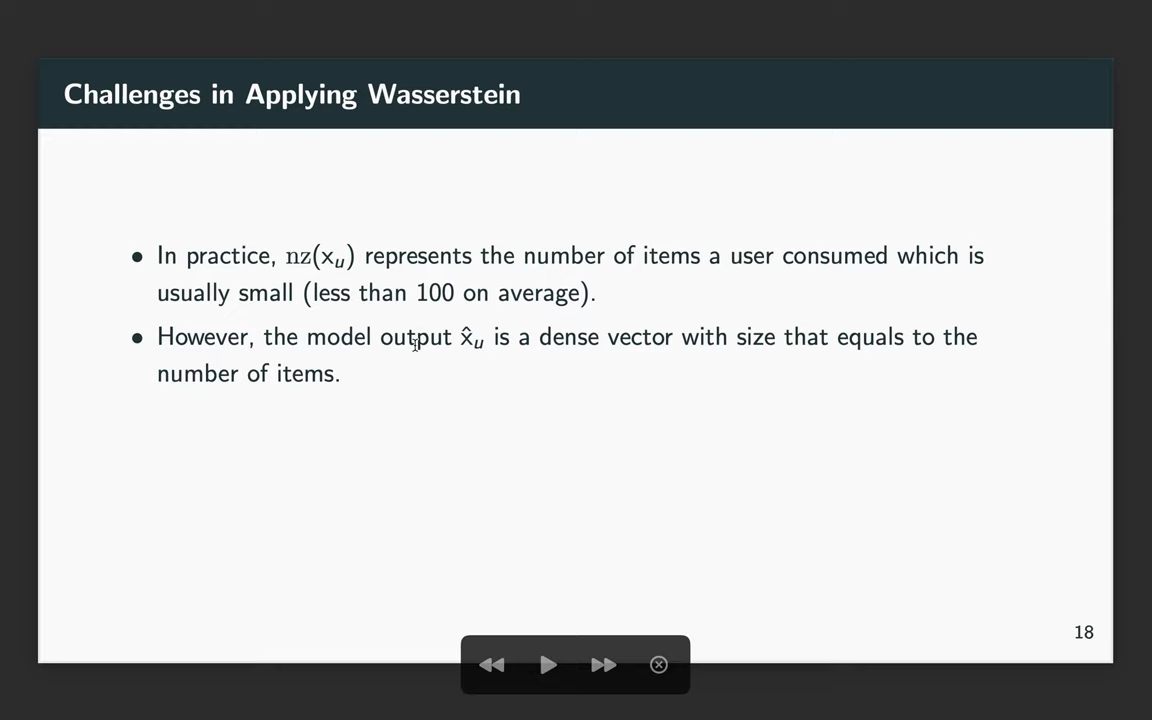 Challenges in Applying Wasserstein
• In practice, nz(x_u) represents the number of items a user consumed which is
usually small (less than 100 on average).
• However, the model output x̂_u is a dense vector with size that equals to the
number of items.
18